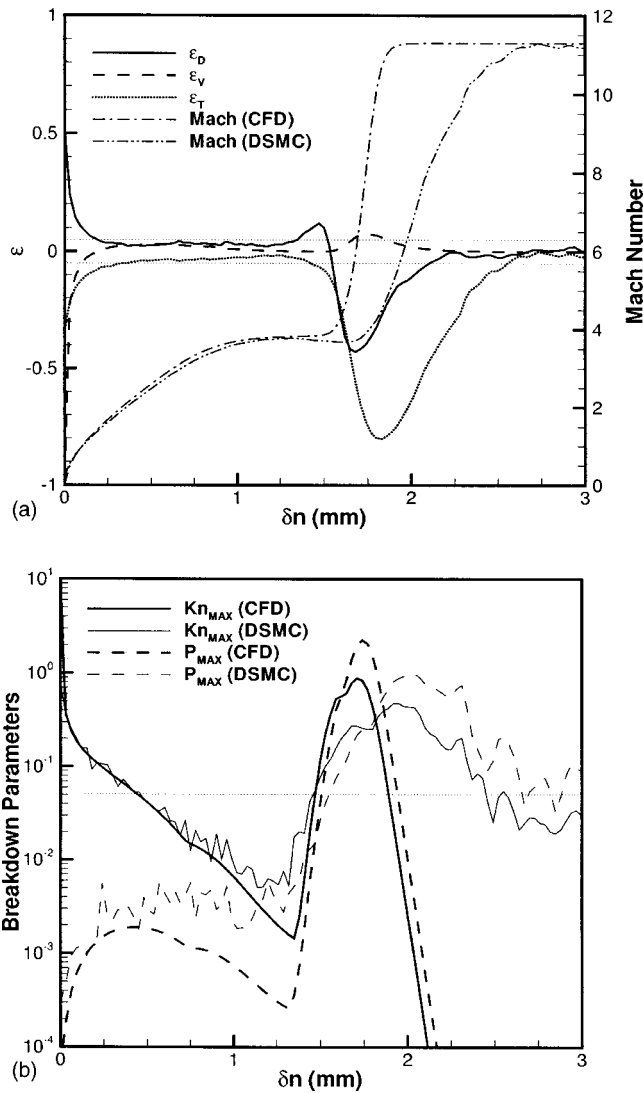 1
0.5
0
-0.5
-1
ε
ε_D
ε_V
ε_T
Mach (CFD)
Mach (DSMC)
12
10
8
6
4
2
0
Mach Number
0
1
2
3
δn (mm)
(a)
10^1
10^0
10^-1
10^-2
10^-3
10^-4
Breakdown Parameters
Kn_MAX (CFD)
Kn_MAX (DSMC)
P_MAX (CFD)
P_MAX (DSMC)
0
1
2
3
δn (mm)
(b)